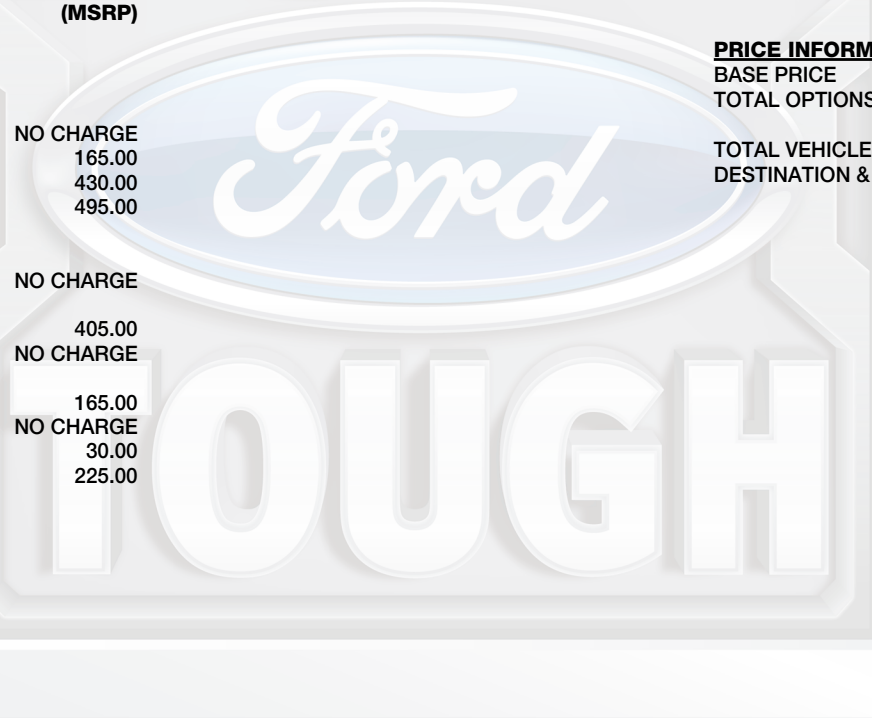 (MSRP)
NO CHARGE
165.00
430.00
495.00
NO CHARGE
405.00
NO CHARGE
165.00
NO CHARGE
30.00
225.00
PRICE INFORM
BASE PRICE
TOTAL OPTIONS
TOTAL VEHICLE
DESTINATION &
Ford
TOUGH